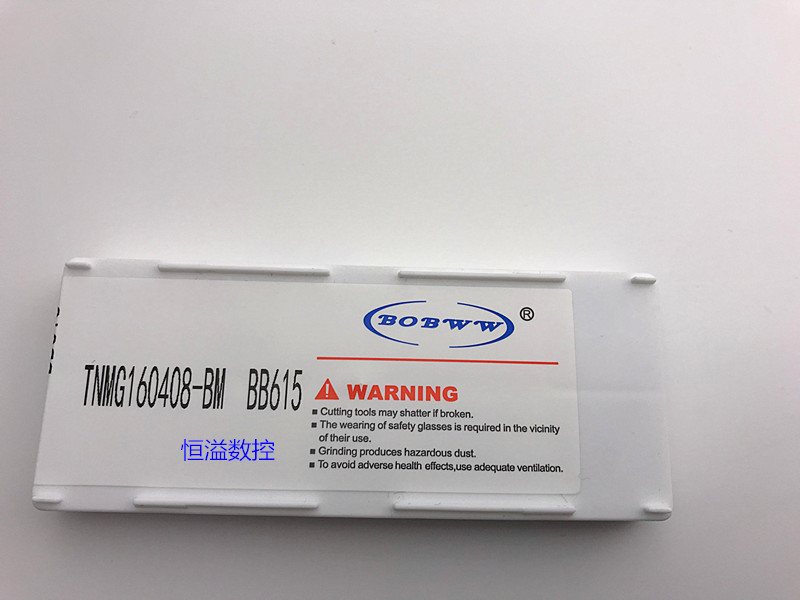 BOBWW®
TNMG160408-BM BB615
WARNING
▪ Cutting tools may shatter if broken.
▪ The wearing of safety glasses is required in the vicinity
of their use.
▪ Grinding produces hazardous dust.
▪ To avoid adverse health effects,use adequate ventilation.
恒溢数控